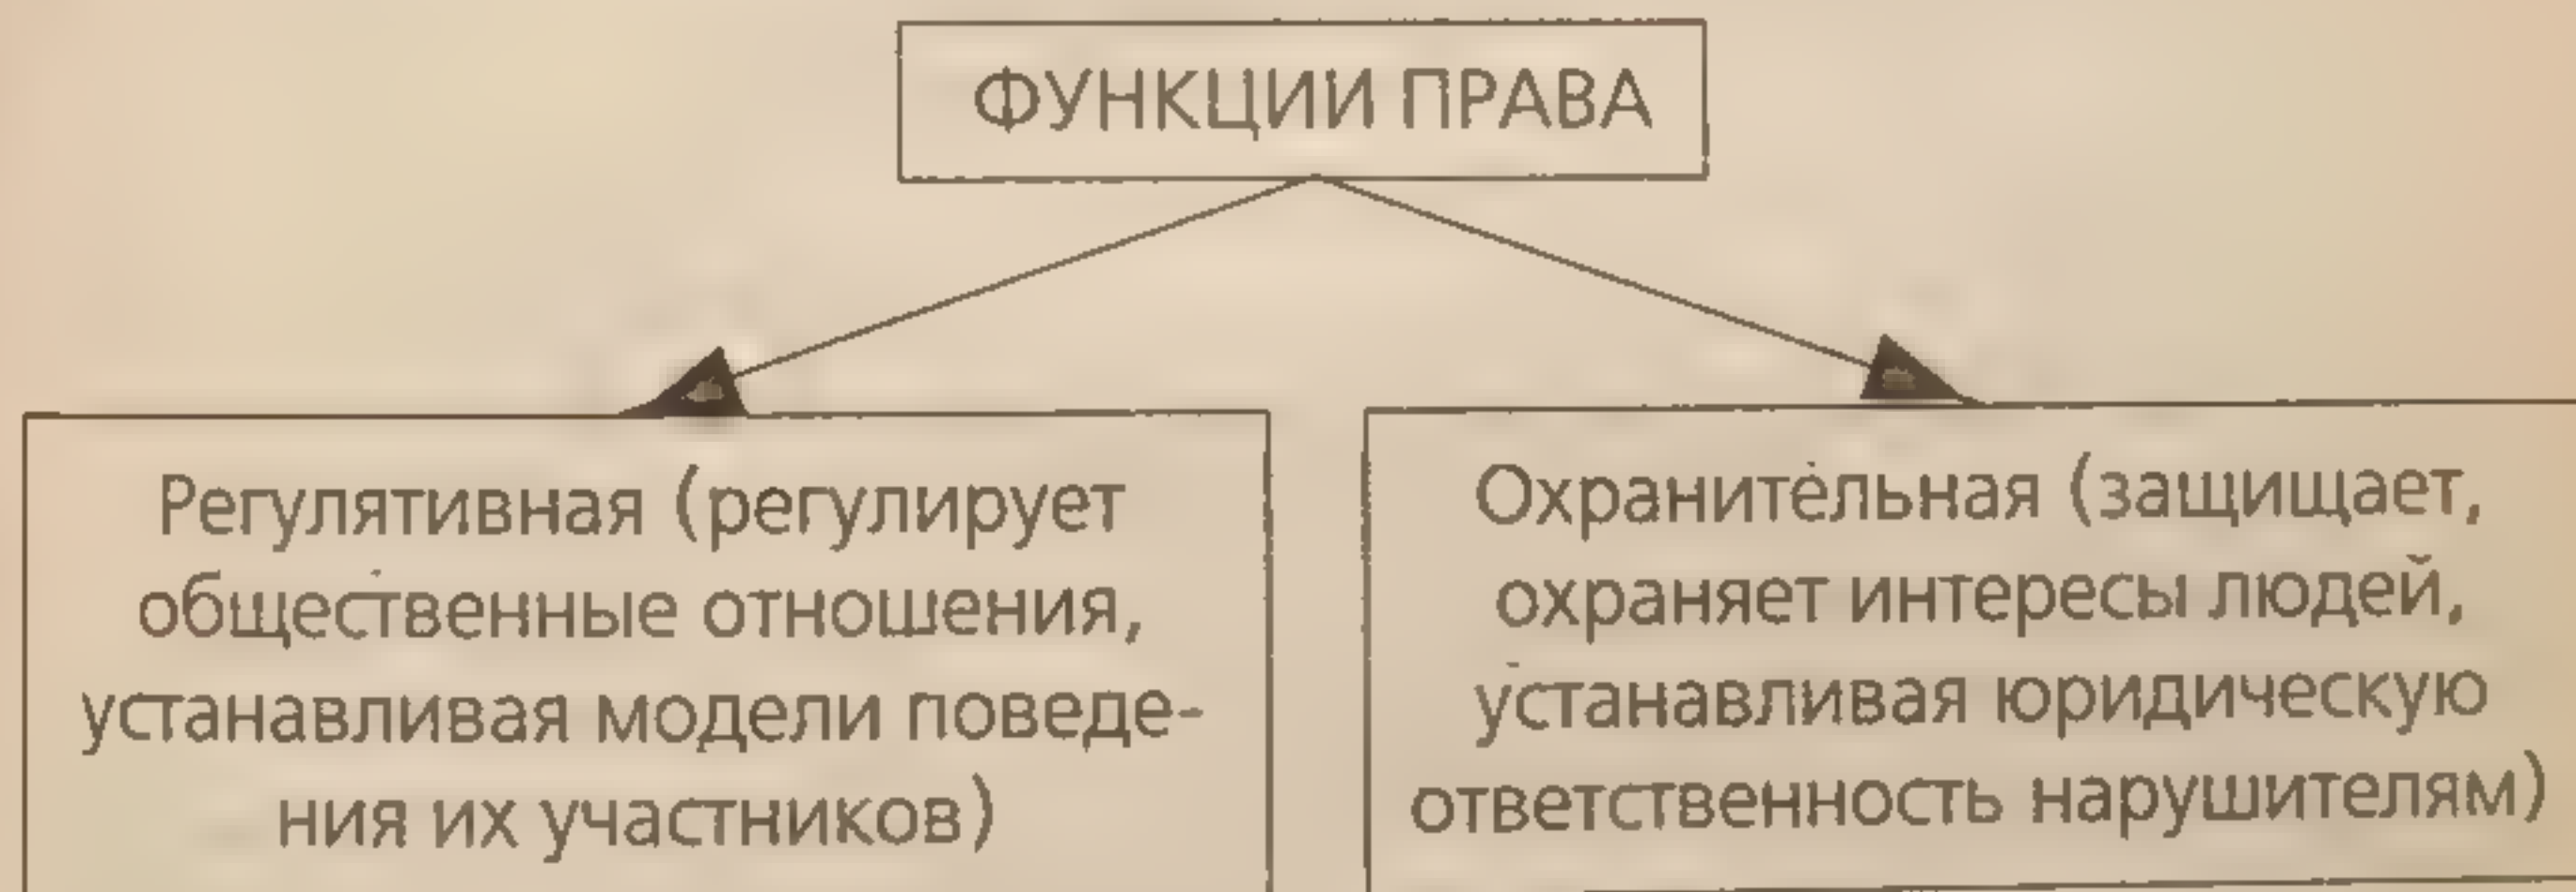 ФУНКЦИИ ПРАВА
Регулятивная (регулирует
общественные отношения,
устанавливая модели поведе-
ния их участников)
Охранительная (защищает,
охраняет интересы людей,
устанавливая юридическую
ответственность нарушителям)